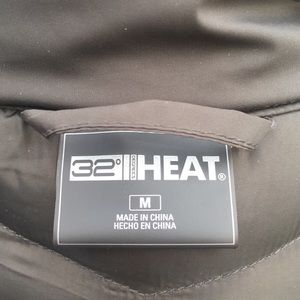 32° HEAT®
M
MADE IN CHINA
HECHO EN CHINA